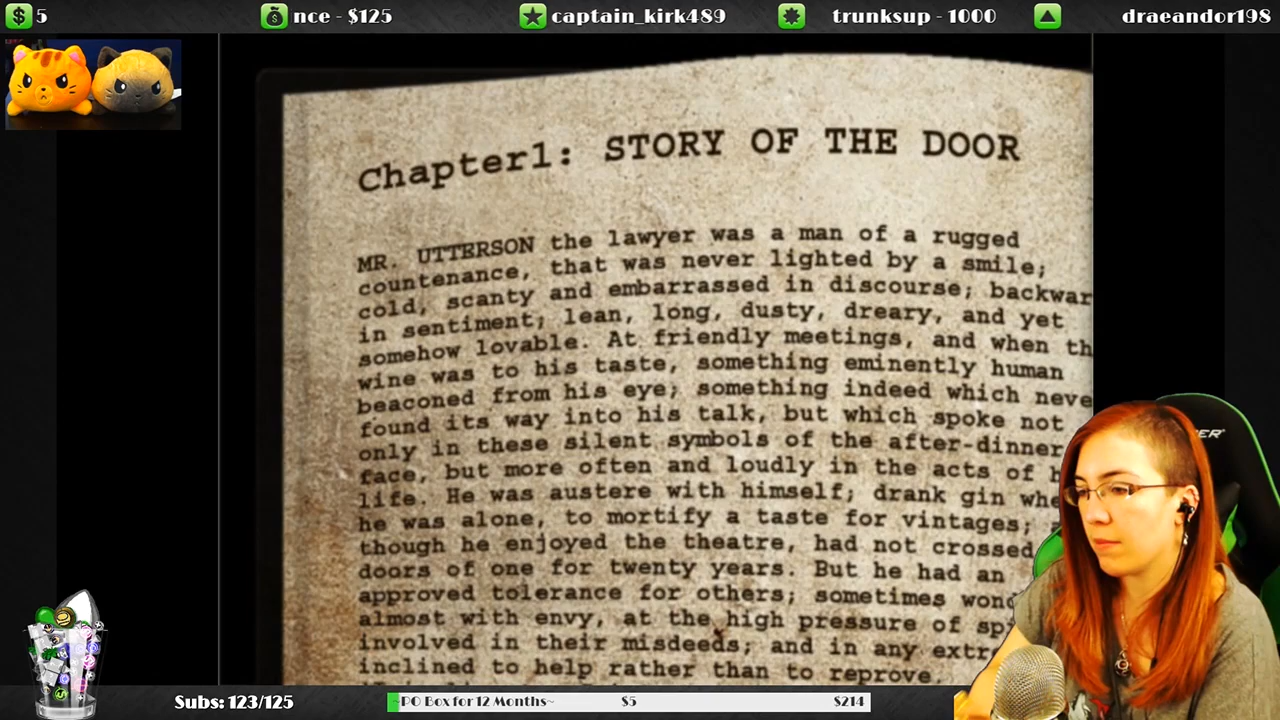 $ 5
nce - $125
captain_kirk489
trunksup - 1000
draeandor198
Chapter1: STORY OF THE DOOR
MR. UTTERSON the lawyer was a man of a rugged
countenance, that was never lighted by a smile;
cold, scanty and embarrassed in discourse; backwar
in sentiment; lean, long, dusty, dreary, and yet
somehow lovable. At friendly meetings, and when th
wine was to his taste, something eminently human
beaconed from his eye; something indeed which neve
found its way into his talk, but which spoke not
only in these silent symbols of the after-dinner
face, but more often and loudly in the acts of h
life. He was austere with himself; drank gin whe
he was alone, to mortify a taste for vintages;
though he enjoyed the theatre, had not crossed
doors of one for twenty years. But he had an
approved tolerance for others; sometimes wond
almost with envy, at the high pressure of spi
involved in their misdeeds; and in any extre
inclined to help rather than to reprove.
Subs: 123/125
~PO Box for 12 Months~
$5
$214